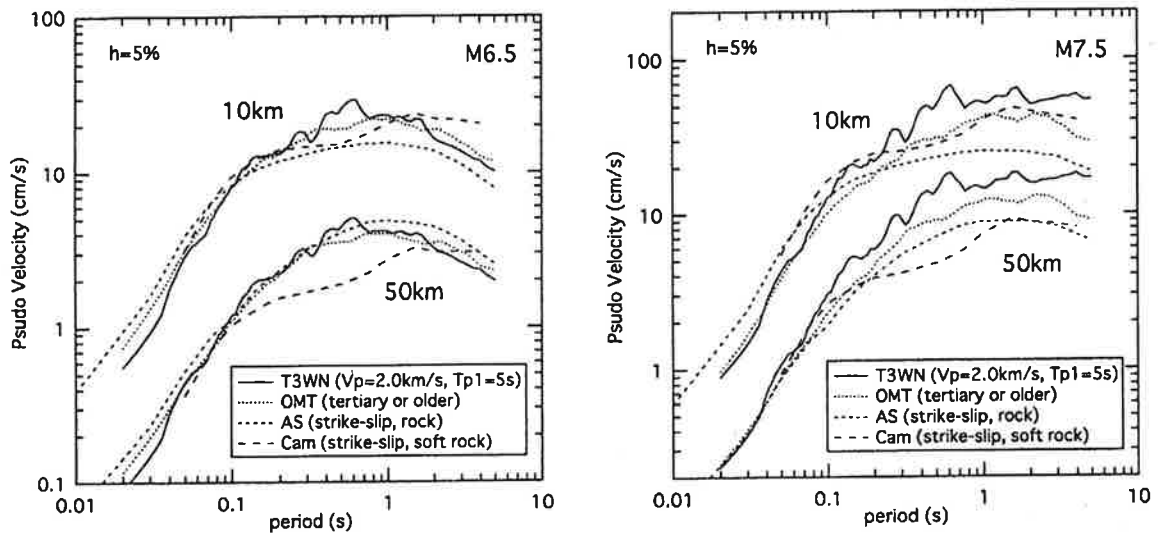 100
10
1
0.1
Psudo Velocity (cm/s)
h=5%
M6.5
10km
50km
T3WN (Vp=2.0km/s, Tp1=5s)
OMT (tertiary or older)
AS (strike-slip, rock)
Cam (strike-slip, soft rock)
0.01
0.1
1
10
period (s)
100
10
1
Psudo Velocity (cm/s)
h=5%
M7.5
10km
50km
T3WN (Vp=2.0km/s, Tp1=5s)
OMT (tertiary or older)
AS (strike-slip, rock)
Cam (strike-slip, soft rock)
0.01
0.1
1
10
period (s)